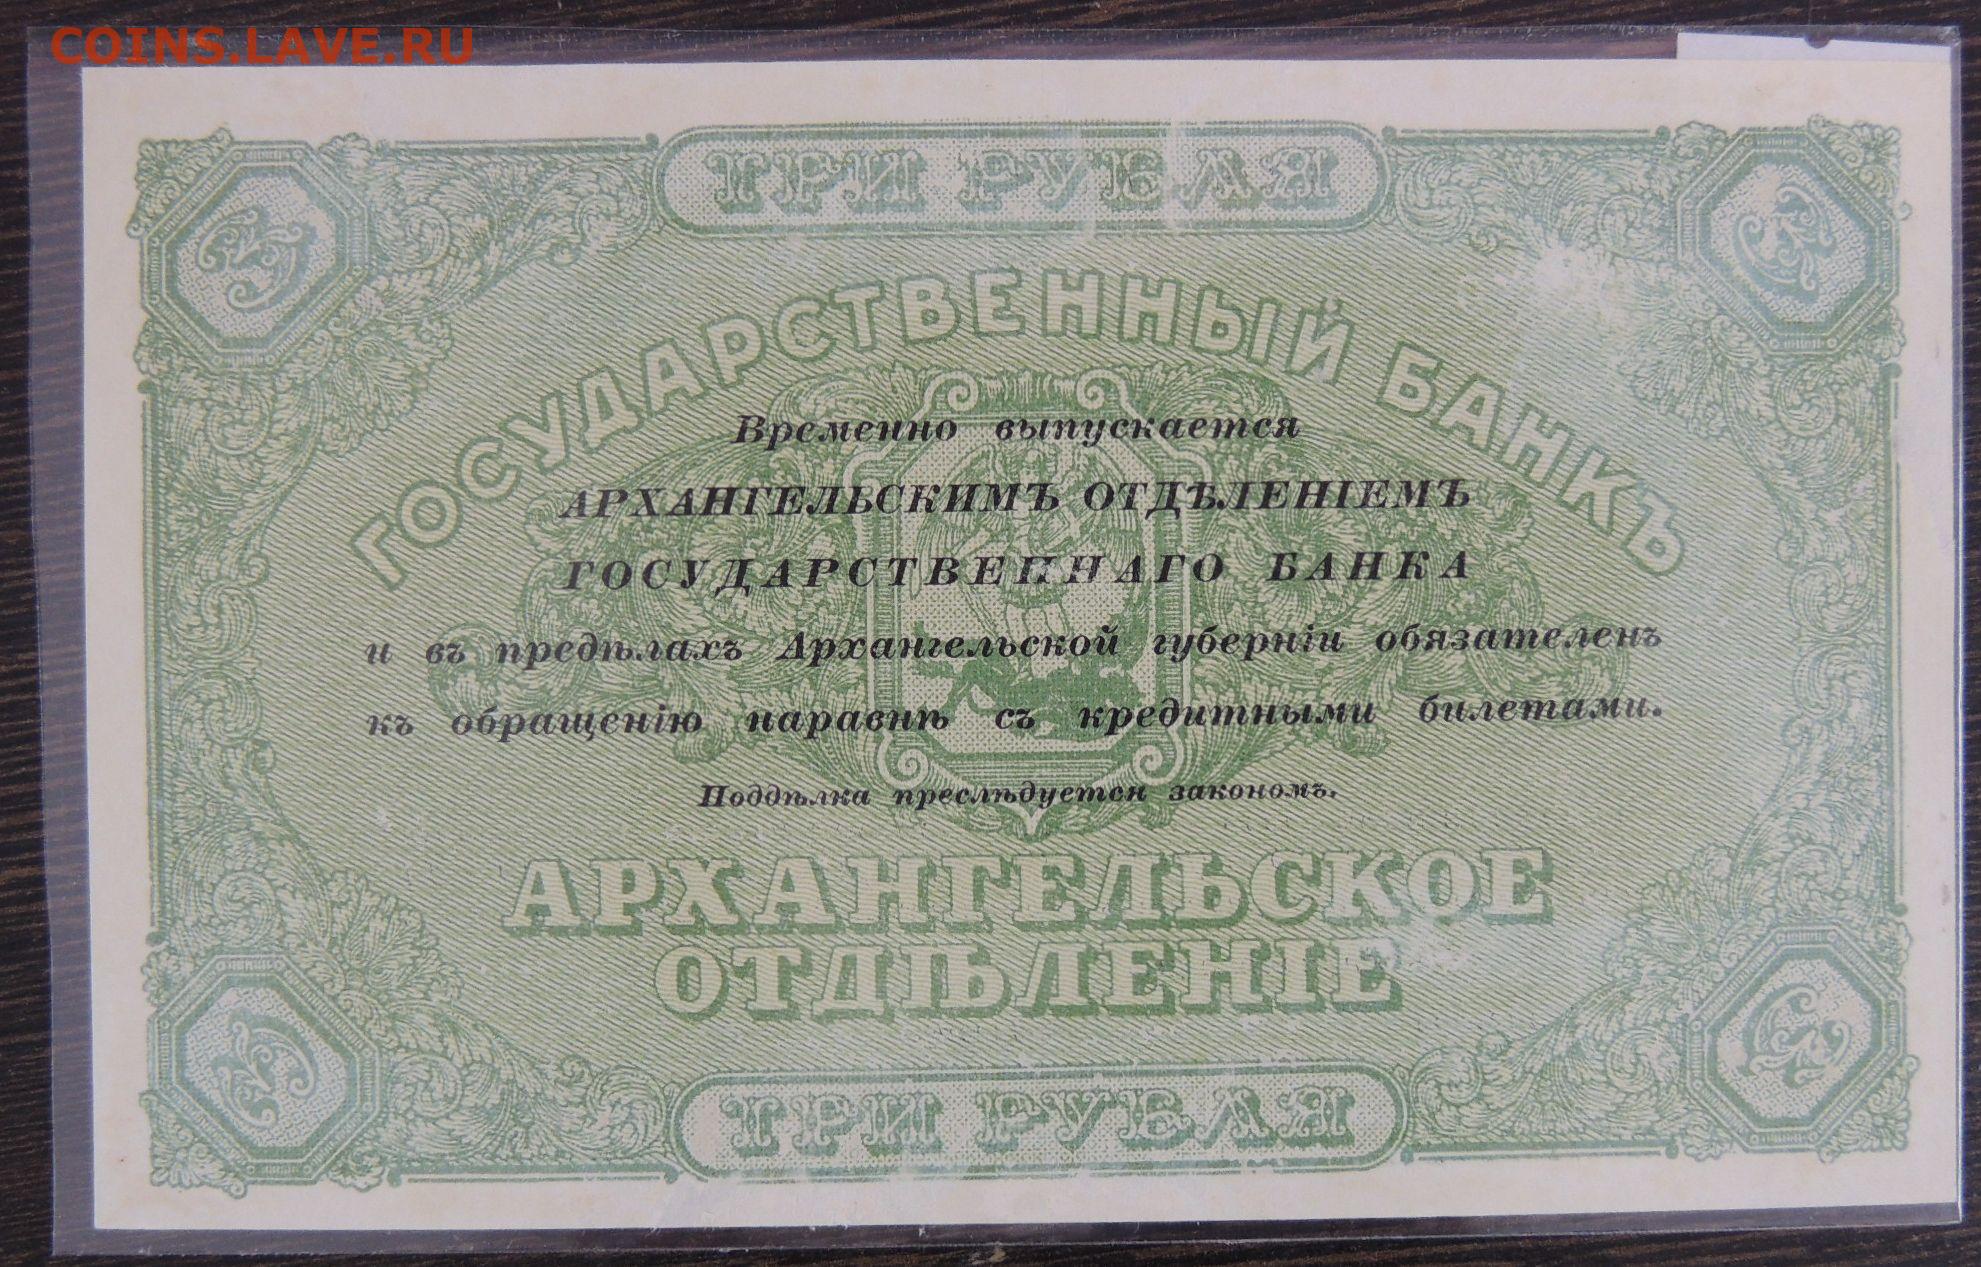 COINS.LAVE.RU
ТРИ РУБЛЯ
ГОСУДАРСТВЕННЫЙ БАНКЪ
Временно выпускается
АРХАНГЕЛЬСКИМЪ ОТДѢЛЕНІЕМЪ
ГОСУДАРСТВЕННАГО БАНКА
и въ предѣлахъ Архангельской губерніи обязателенъ
къ обращенію наравнѣ съ кредитными билетами.
Поддѣлка преслѣдуется закономъ.
АРХАНГЕЛЬСКОЕ
ОТДѢЛЕНІЕ
ТРИ РУБЛЯ